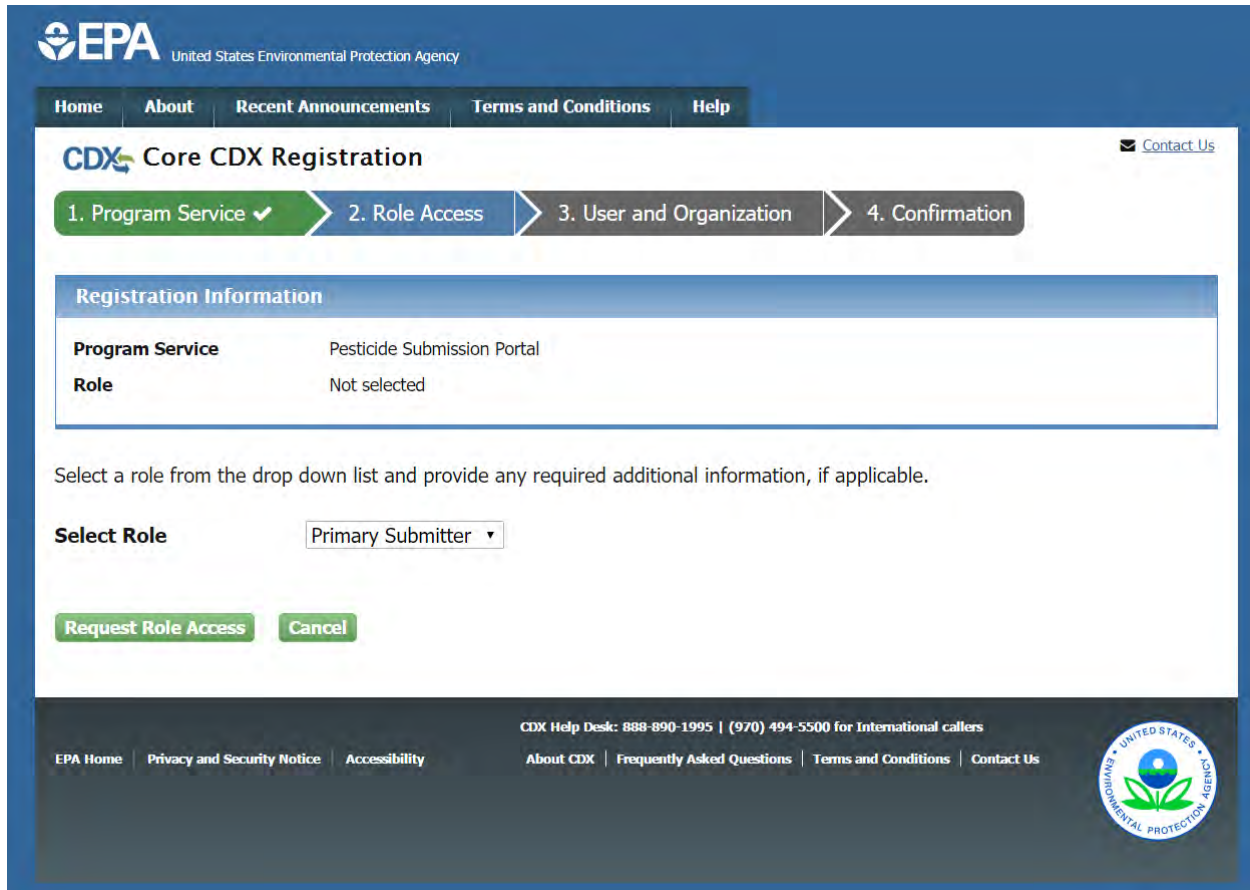 EPA United States Environmental Protection Agency
Home About Recent Announcements Terms and Conditions Help
CDX Core CDX Registration Contact Us
1. Program Service ✔ 2. Role Access 3. User and Organization 4. Confirmation
Registration Information
Program Service Pesticide Submission Portal
Role Not selected
Select a role from the drop down list and provide any required additional information, if applicable.
Select Role Primary Submitter
Request Role Access Cancel
CDX Help Desk: 888-890-1995 | (970) 494-5500 for International callers
EPA Home | Privacy and Security Notice | Accessibility About CDX | Frequently Asked Questions | Terms and Conditions | Contact Us
UNITED STATES ENVIRONMENTAL PROTECTION AGENCY